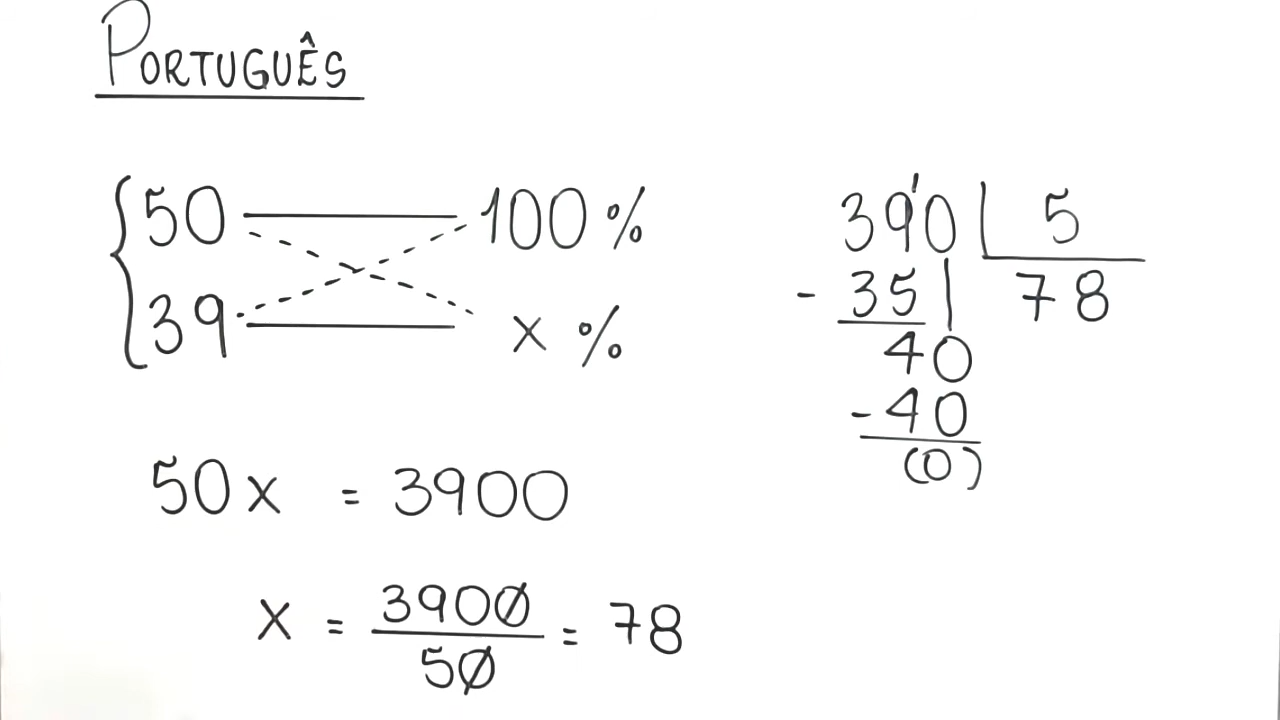 PORTUGUÊS
50 100 %
39 x %
50x = 3900
x = 3900 / 50 = 78
390 5
- 35 78
40
- 40
(0)